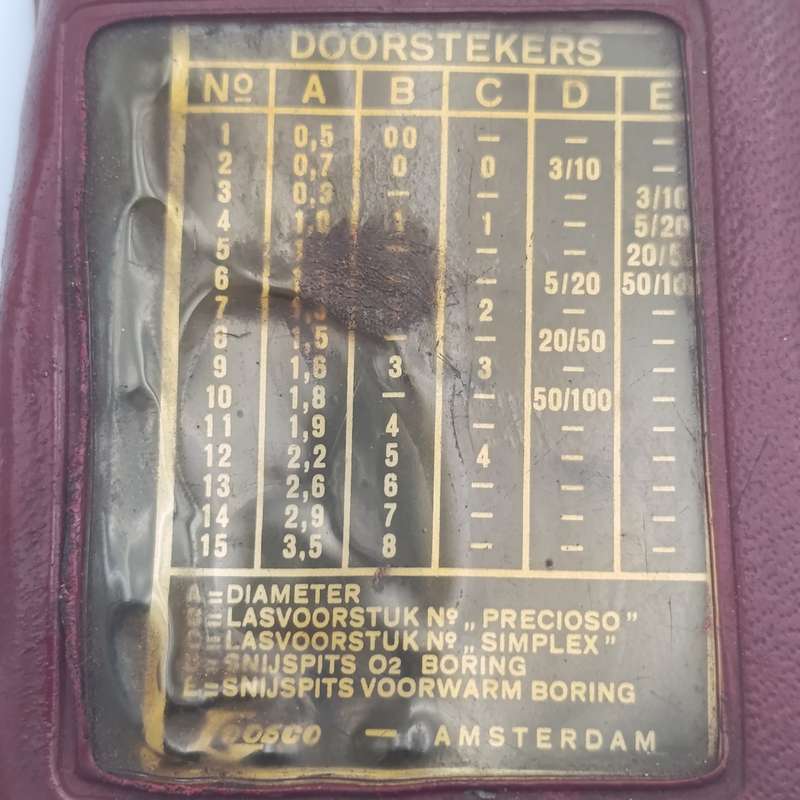 DOORSTEKERS
Nº A B C D E
1 0,5 00 — — —
2 0,7 0 0 3/10 —
3 0,9 — — — 3/10
4 1,0 1 1 — 5/20
5 — — 20/50
6 — 5/20 50/100
7 2 — —
8 1,5 — — 20/50 —
9 1,6 3 3 — —
10 1,8 — — 50/100 —
11 1,9 4 — — —
12 2,2 5 4 — —
13 2,6 6 — — —
14 2,9 7 — — —
15 3,5 8 — — —
A = DIAMETER
B = LASVOORSTUK Nº „PRECIOSO”
C = LASVOORSTUK Nº „SIMPLEX”
D = SNIJSPITS O2 BORING
E = SNIJSPITS VOORWARM BORING
— AMSTERDAM